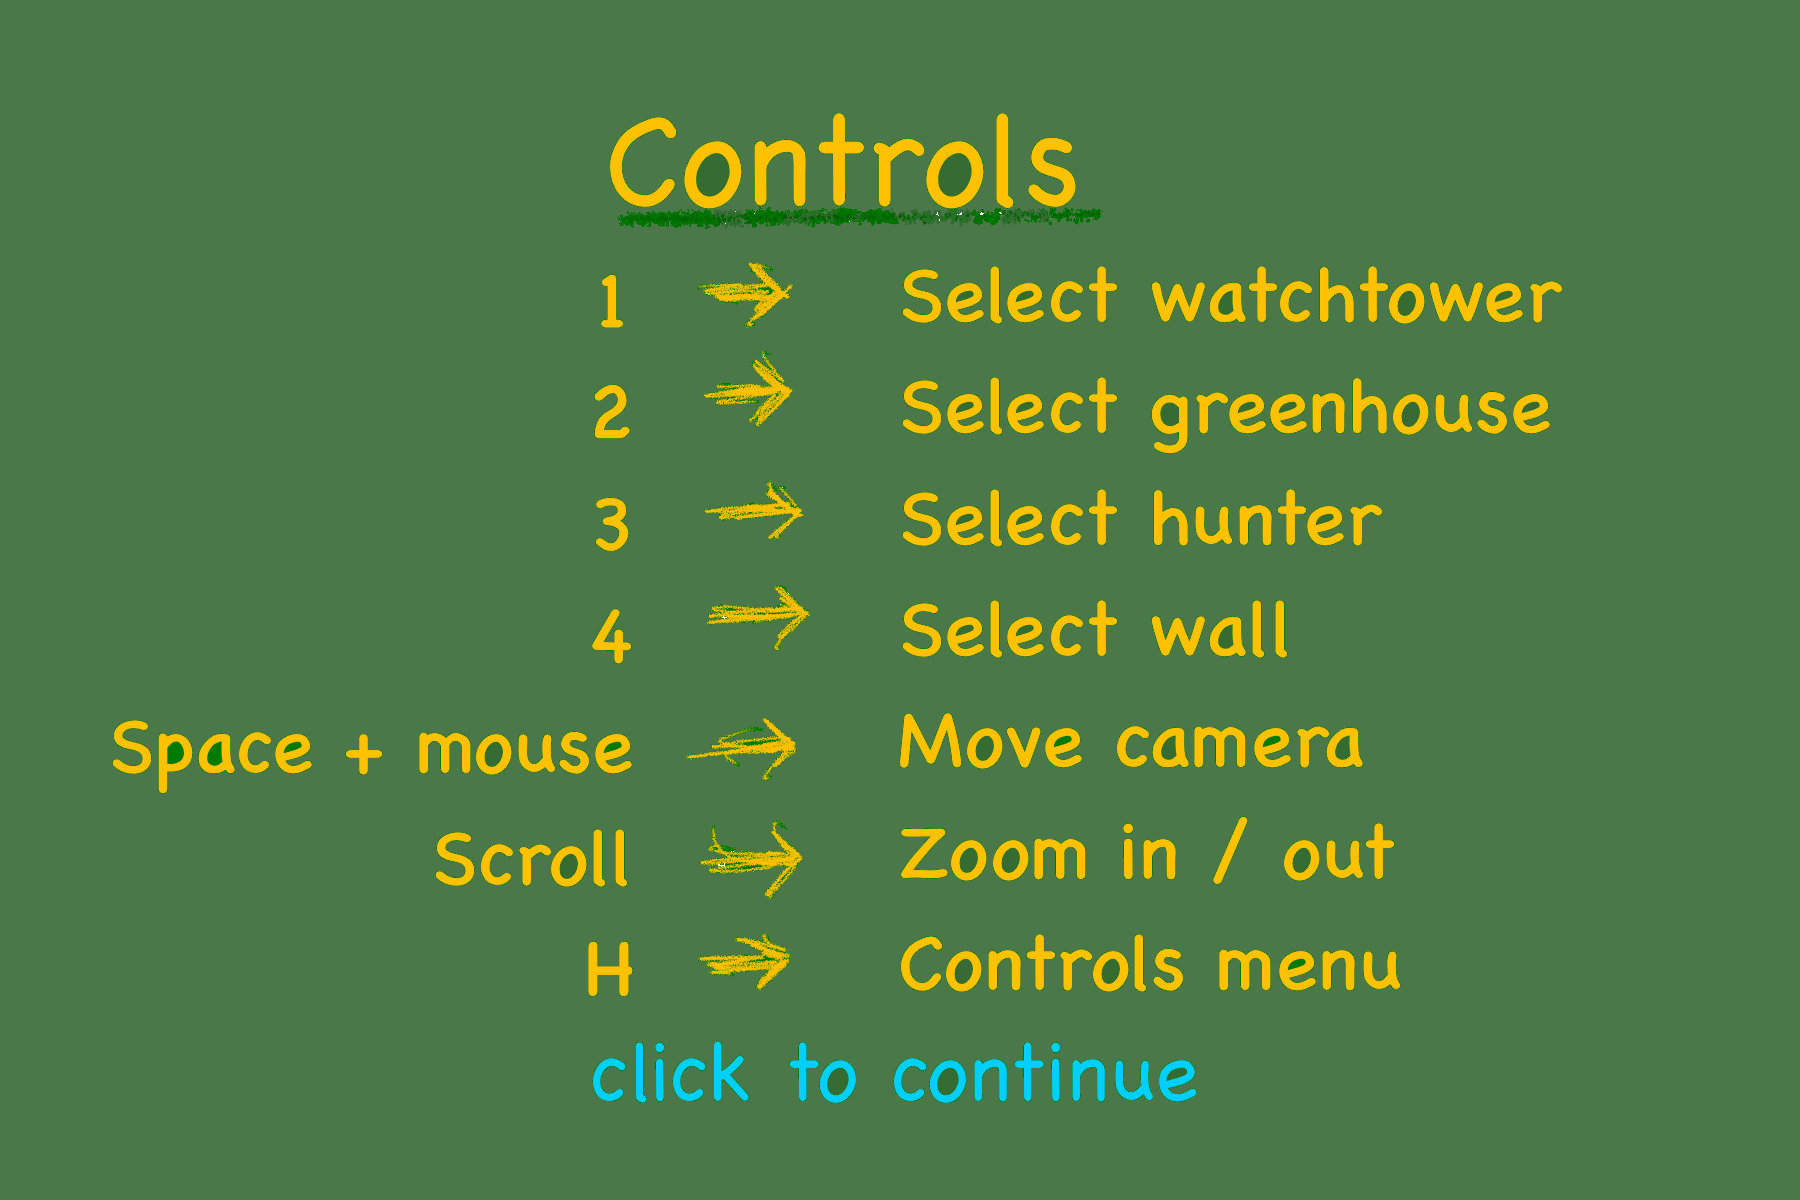 Controls
1 → Select watchtower
2 → Select greenhouse
3 → Select hunter
4 → Select wall
Space + mouse → Move camera
Scroll → Zoom in / out
H → Controls menu
click to continue